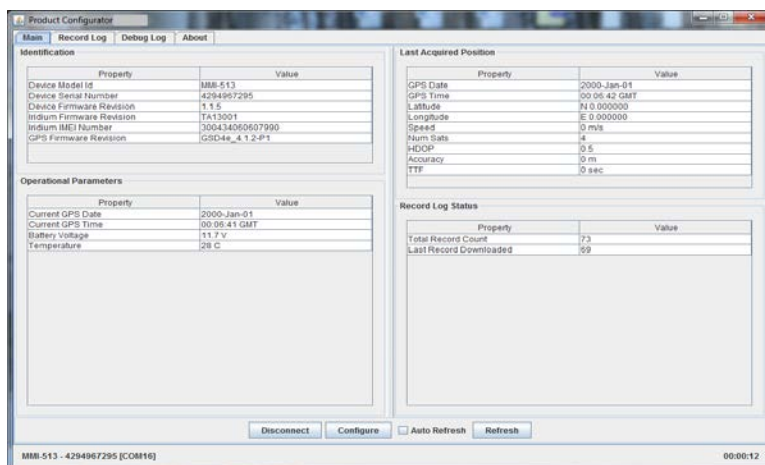 Product Configurator
Main Record Log Debug Log About
Identification
Property Value
Device Model Id MMI-513
Device Serial Number 4294967295
Device Firmware Revision 1.1.5
Iridium Firmware Revision TA13001
Iridium IMEI Number 300434060607990
GPS Firmware Revision GSD4e_4.1.2-P1
Operational Parameters
Property Value
Current GPS Date 2000-Jan-01
Current GPS Time 00:06:41 GMT
Battery Voltage 11.7 V
Temperature 28 C
Last Acquired Position
Property Value
GPS Date 2000-Jan-01
GPS Time 00:06:42 GMT
Latitude N 0.000000
Longitude E 0.000000
Speed 0 m/s
Num Sats 4
HDOP 0.5
Accuracy 0 m
TTF 0 sec
Record Log Status
Property Value
Total Record Count 73
Last Record Downloaded 69
Disconnect Configure Auto Refresh Refresh
MMI-513 - 4294967295 [COM16] 00:00:12